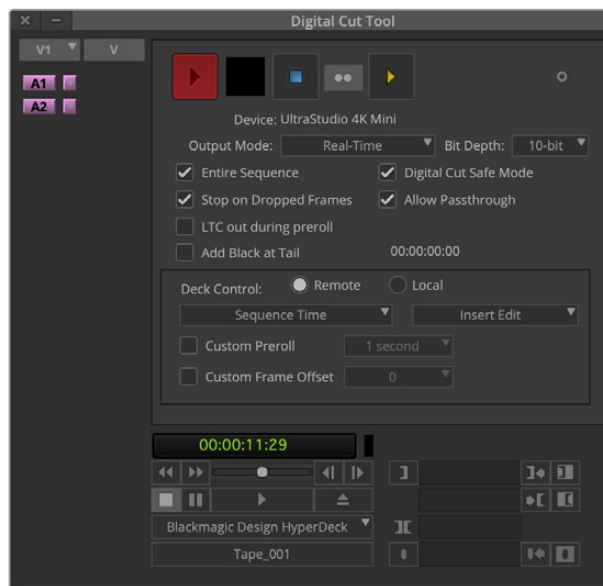 Digital Cut Tool
V1 V
A1
A2
Device: UltraStudio 4K Mini
Output Mode: Real-Time Bit Depth: 10-bit
Entire Sequence Digital Cut Safe Mode
Stop on Dropped Frames Allow Passthrough
LTC out during preroll
Add Black at Tail 00:00:00:00
Deck Control: Remote Local
Sequence Time Insert Edit
Custom Preroll 1 second
Custom Frame Offset 0
00:00:11:29
Blackmagic Design HyperDeck
Tape_001